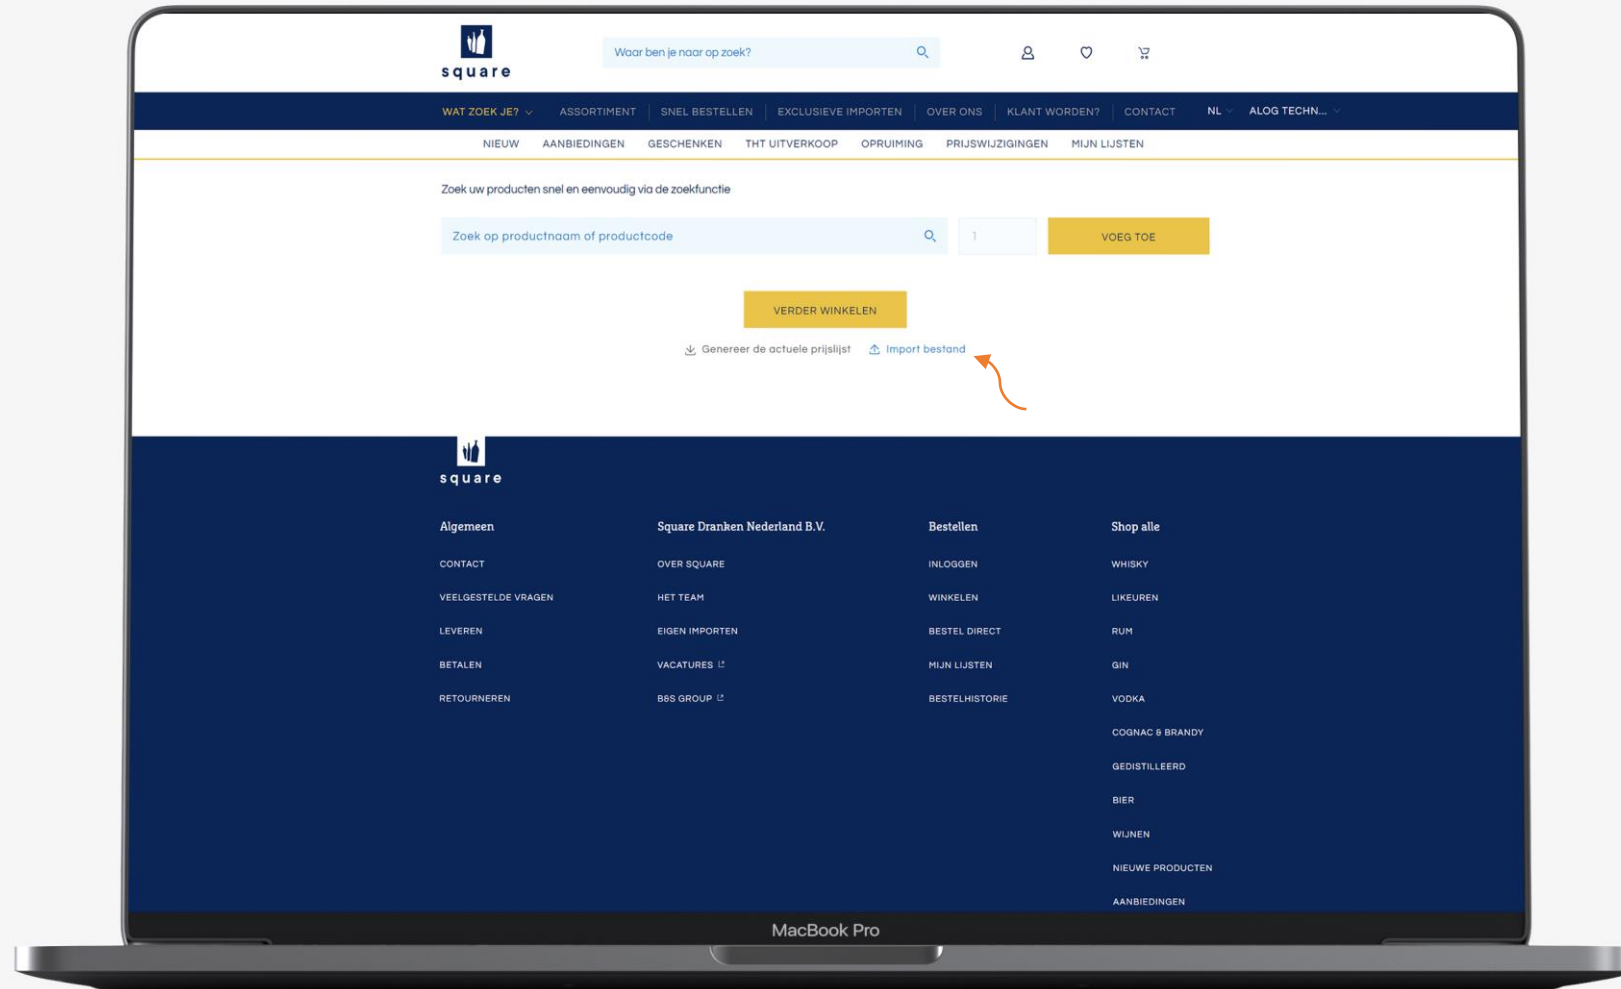 square
Waar ben je naar op zoek?
WAT ZOEK JE? ASSORTIMENT SNEL BESTELLEN EXCLUSIEVE IMPORTEN OVER ONS KLANT WORDEN? CONTACT NL ALOG TECHN...
NIEUW AANBIEDINGEN GESCHENKEN THT UITVERKOOP OPRUIMING PRIJSWIJZIGINGEN MIJN LIJSTEN
Zoek uw producten snel en eenvoudig via de zoekfunctie
Zoek op productnaam of productcode 1 VOEG TOE
VERDER WINKELEN
Genereer de actuele prijslijst Import bestand
square
Algemeen
CONTACT
VEELGESTELDE VRAGEN
LEVEREN
BETALEN
RETOURNEREN
Square Dranken Nederland B.V.
OVER SQUARE
HET TEAM
EIGEN IMPORTEN
VACATURES
B&S GROUP
Bestellen
INLOGGEN
WINKELEN
BESTEL DIRECT
MIJN LIJSTEN
BESTELHISTORIE
Shop alle
WHISKY
LIKEUREN
RUM
GIN
VODKA
COGNAC & BRANDY
GEDISTILLEERD
BIER
WIJNEN
NIEUWE PRODUCTEN
AANBIEDINGEN
MacBook Pro